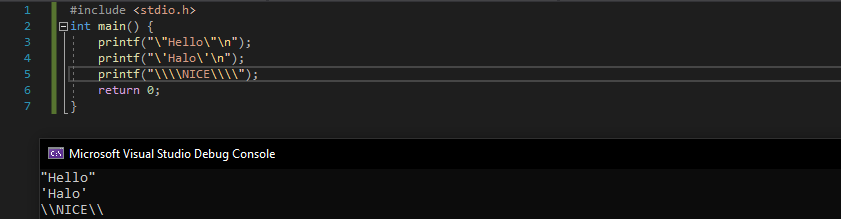 1 #include <stdio.h>
2 int main() {
3 printf("\"Hello\"\n");
4 printf("\'Halo\'\n");
5 printf("\\\\NICE\\\\");
6 return 0;
7 }
C:\ Microsoft Visual Studio Debug Console
"Hello"
'Halo'
\\NICE\\